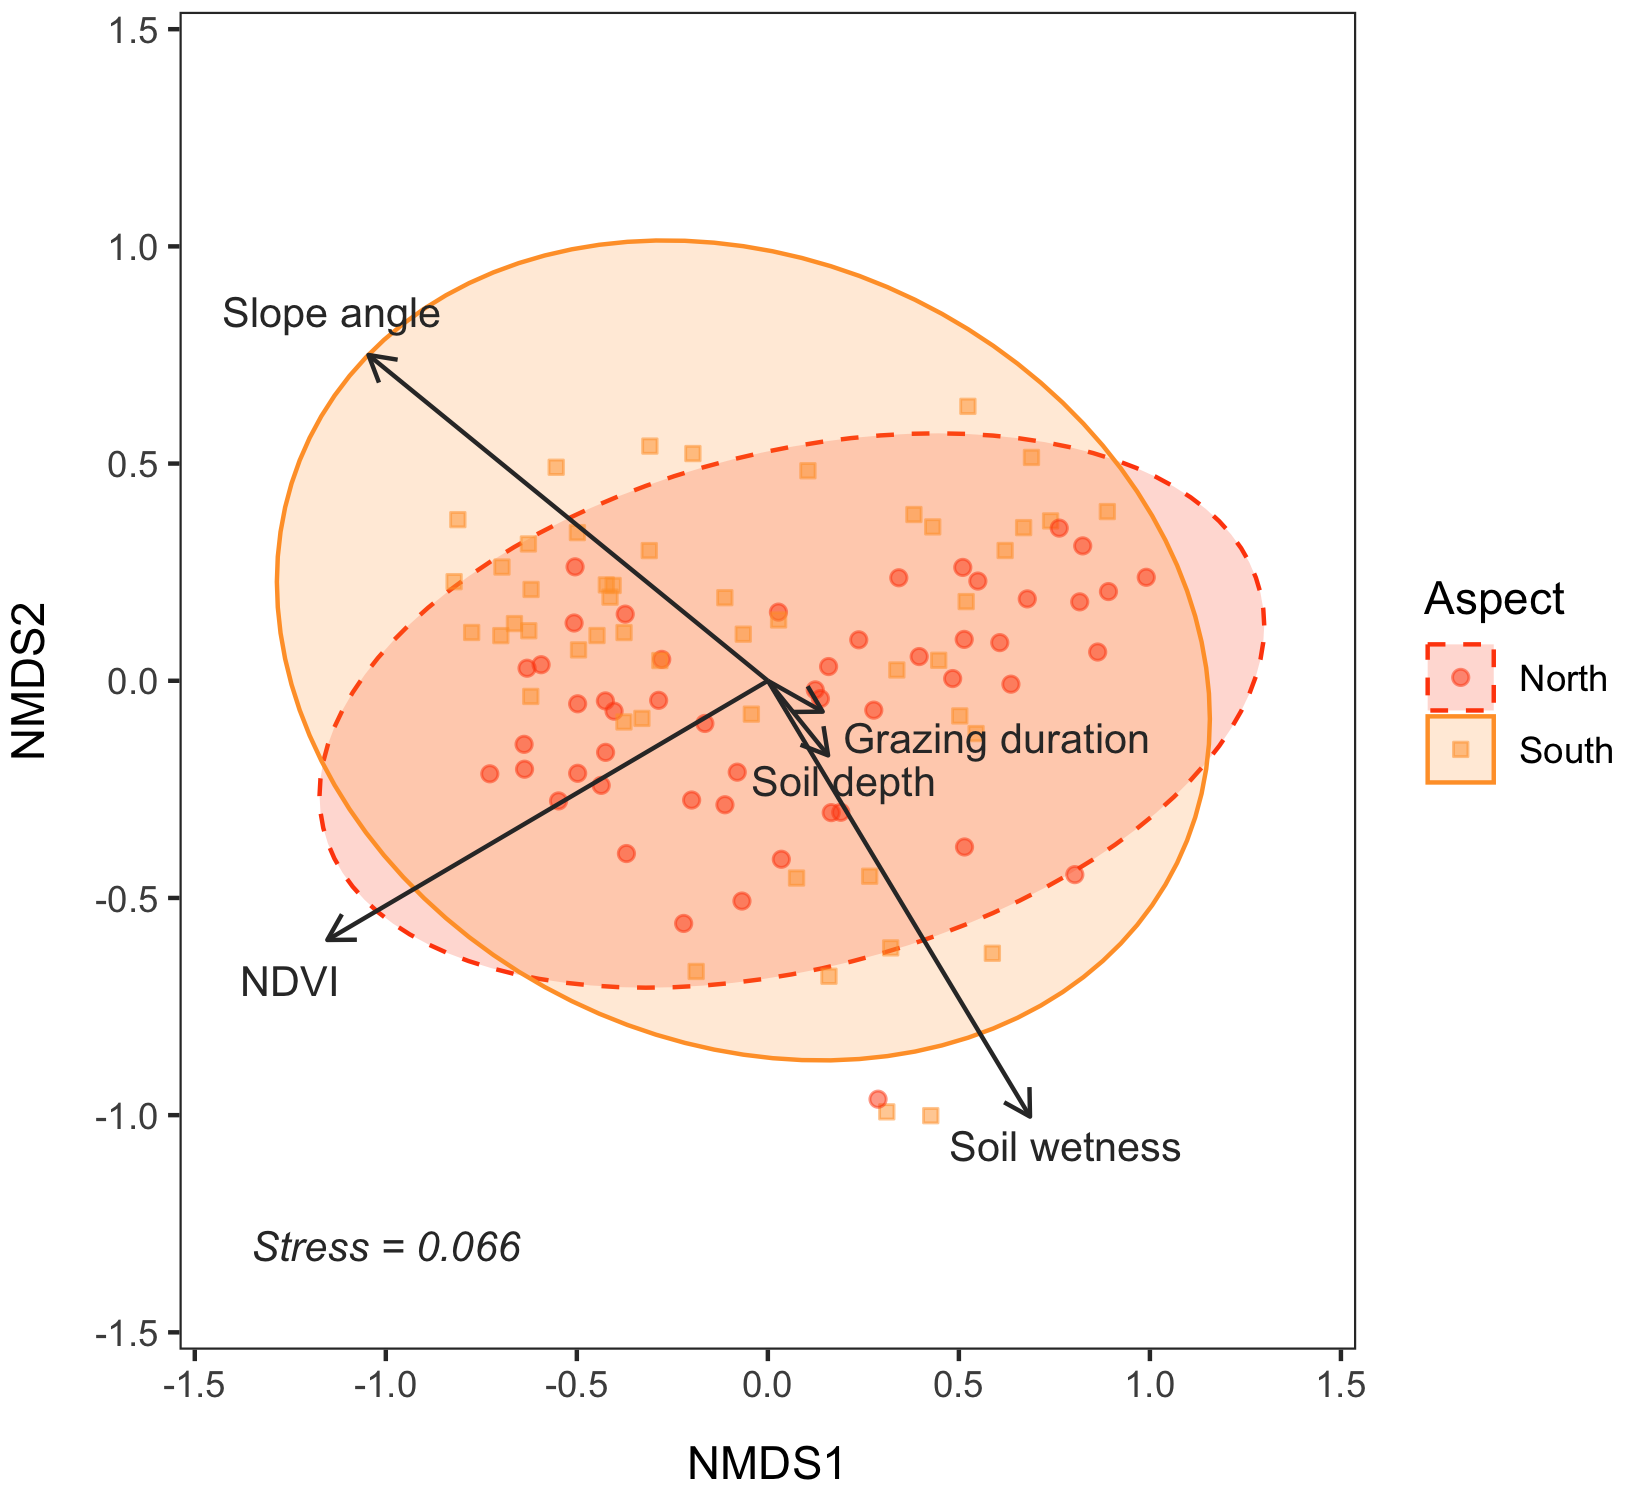 1.5
1.0
0.5
0.0
-0.5
-1.0
-1.5
NMDS2
Slope angle
Grazing duration
Soil depth
NDVI
Soil wetness
Stress = 0.066
-1.5 -1.0 -0.5 0.0 0.5 1.0 1.5
NMDS1
Aspect
North
South